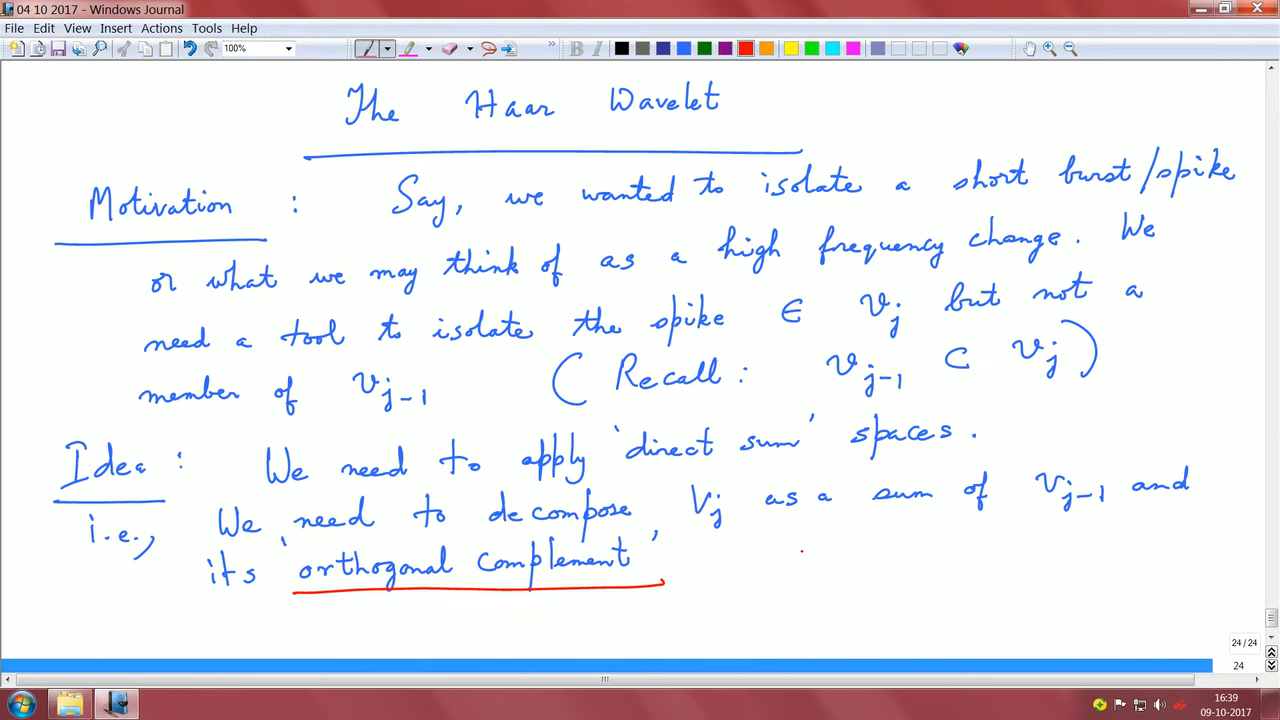 04 10 2017 - Windows Journal
File Edit View Insert Actions Tools Help
100%
The Haar Wavelet
Motivation : Say, we wanted to isolate a short burst/spike
or what we may think of as a high frequency change. We
need a tool to isolate the spike ∈ Vj but not a
member of Vj-1 ( Recall : Vj-1 ⊂ Vj )
Idea : We need to apply 'direct sum' spaces.
i.e., We need to decompose Vj as a sum of Vj-1 and
its 'orthogonal complement'
24 / 24
24
16:39
09-10-2017